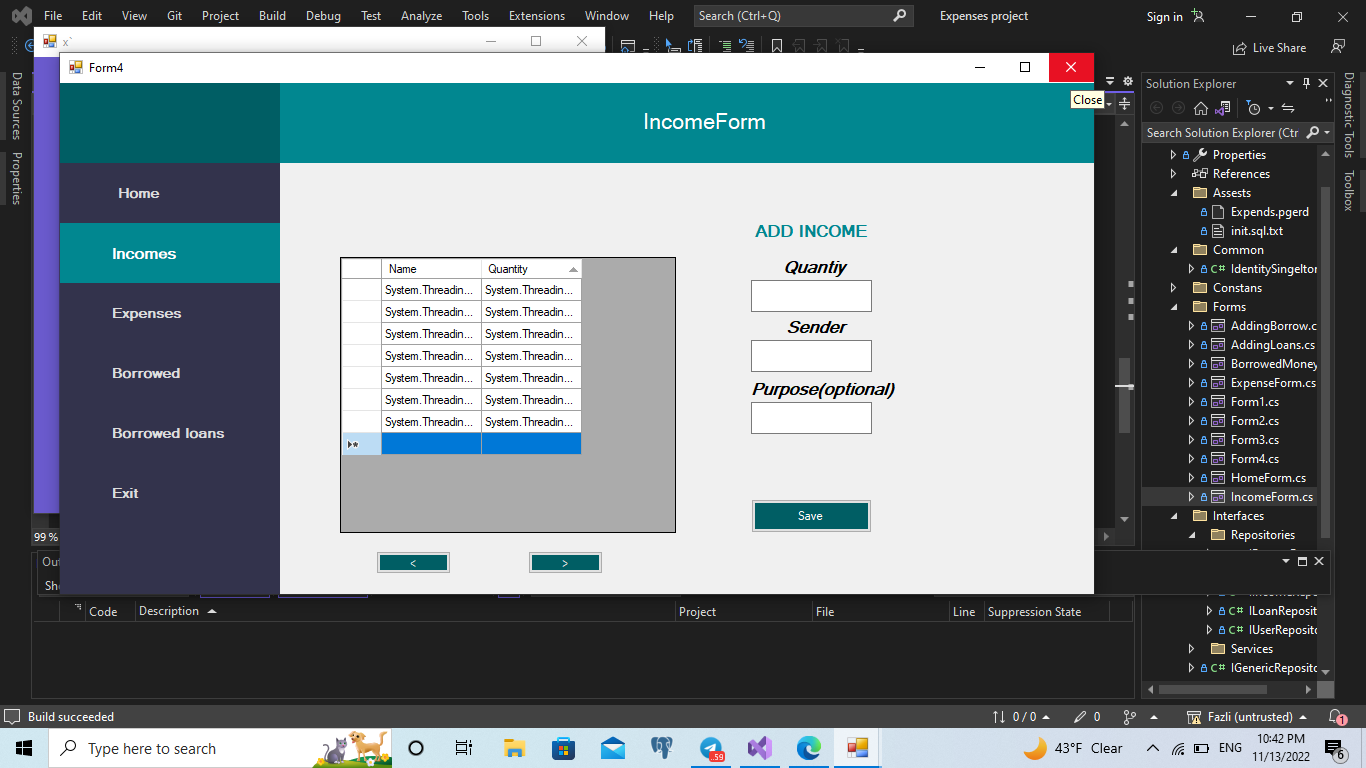 File Edit View Git Project Build Debug Test Analyze Tools Extensions Window Help Search (Ctrl+Q) Expenses project Sign in
x`
Live Share
Form4
Close
Data Sources
Properties
IncomeForm
Home
Incomes
Expenses
Borrowed
Borrowed loans
Exit
Name Quantity
System.Threadin... System.Threadin...
System.Threadin... System.Threadin...
System.Threadin... System.Threadin...
System.Threadin... System.Threadin...
System.Threadin... System.Threadin...
System.Threadin... System.Threadin...
System.Threadin... System.Threadin...
< >
ADD INCOME
Quantiy
Sender
Purpose(optional)
Save
Solution Explorer
Search Solution Explorer (Ctr
Properties
References
Assests
Expends.pgerd
init.sql.txt
Common
C# IdentitySingeltor
Constans
Forms
AddingBorrow.c
AddingLoans.cs
BorrowedMoney
ExpenseForm.cs
Form1.cs
Form2.cs
Form3.cs
Form4.cs
HomeForm.cs
IncomeForm.cs
Interfaces
Repositories
C# ILoanReposit
C# IUserReposito
Services
C# IGenericReposito
Diagnostic Tools
Toolbox
99 %
Out
Sh
Code Description Project File Line Suppression State
Build succeeded 0 / 0 0 Fazli (untrusted) 1
Type here to search .59 43°F Clear ENG 10:42 PM 6
11/13/2022